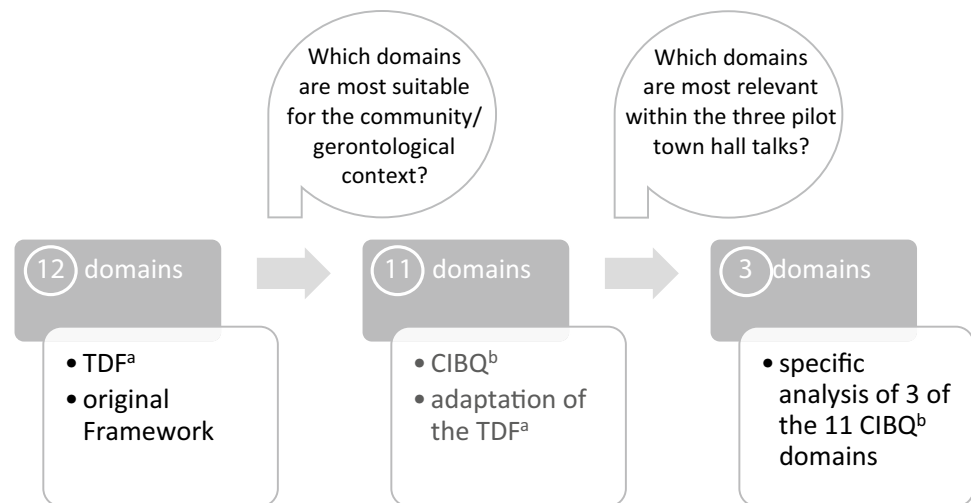 Which domains
are most suitable
for the community/
gerontological
context?
Which domains
are most relevant
within the three pilot
town hall talks?
12 domains
• TDFᵃ
• original
Framework
11 domains
• CIBQᵇ
• adaptation of
the TDFᵃ
3 domains
• specific
analysis of 3 of
the 11 CIBQᵇ
domains